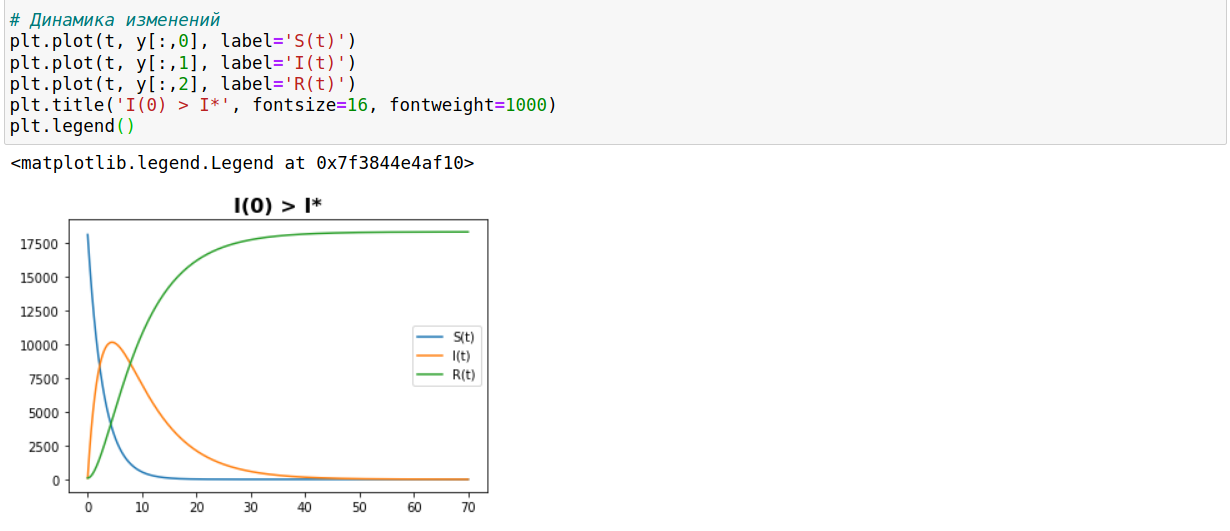 # Динамика изменений
plt.plot(t, y[:,0], label='S(t)')
plt.plot(t, y[:,1], label='I(t)')
plt.plot(t, y[:,2], label='R(t)')
plt.title('I(0) > I*', fontsize=16, fontweight=1000)
plt.legend()
<matplotlib.legend.Legend at 0x7f3844e4af10>
I(0) > I*
17500
15000
12500
10000
7500
5000
2500
0
S(t)
I(t)
R(t)
0 10 20 30 40 50 60 70